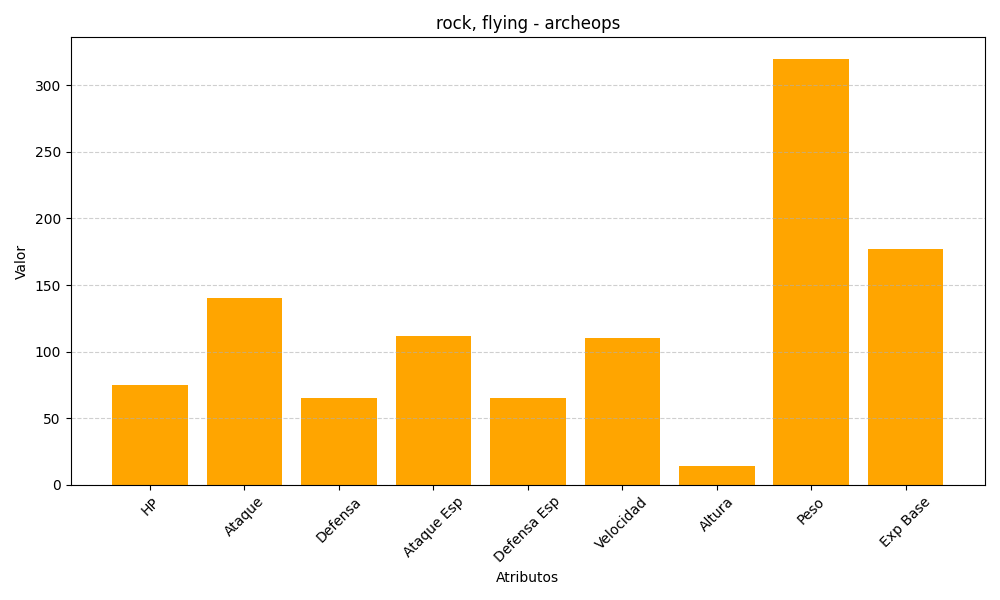 rock, flying - archeops
Valor
300
250
200
150
100
50
0
HP
Ataque
Defensa
Ataque Esp
Defensa Esp
Velocidad
Altura
Peso
Exp Base
Atributos